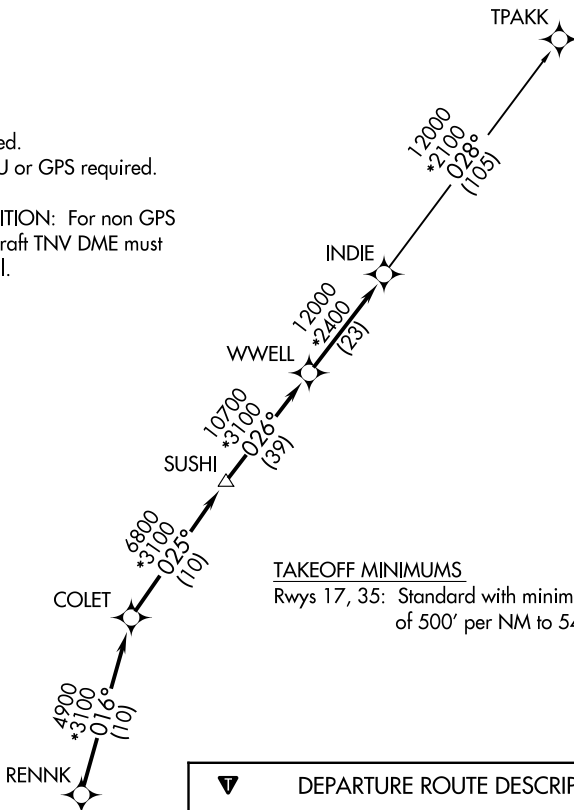 TPAKK
12000
*2100
028°
(105)
ed.
U or GPS required.
ITION: For non GPS
raft TNV DME must
l.
INDIE
12000
*2400
(23)
WWELL
10700
*3100
026°
(39)
SUSHI
6800
*3100
025°
(10)
TAKEOFF MINIMUMS
Rwys 17, 35: Standard with minim
of 500' per NM to 54
COLET
4900
*3100
016°
(10)
RENNK
T DEPARTURE ROUTE DESCRIP